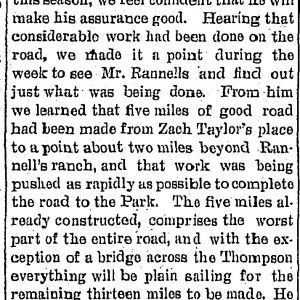 this season, we feel confident that he will
make his assurance good. Hearing that
considerable work had been done on the
road, we made it a point during the
week to see Mr. Rannells and find out
just what was being done. From him
we learned that five miles of good road
had been made from Zach Taylor's place
to a point about two miles beyond Ran-
nell's ranch, and that work was being
pushed as rapidly as possible to complete
the road to the Park. The five miles al-
ready constructed, comprises the worst
part of the entire road, and with the ex-
ception of a bridge across the Thompson
everything will be plain sailing for the
remaining thirteen miles to be made. He